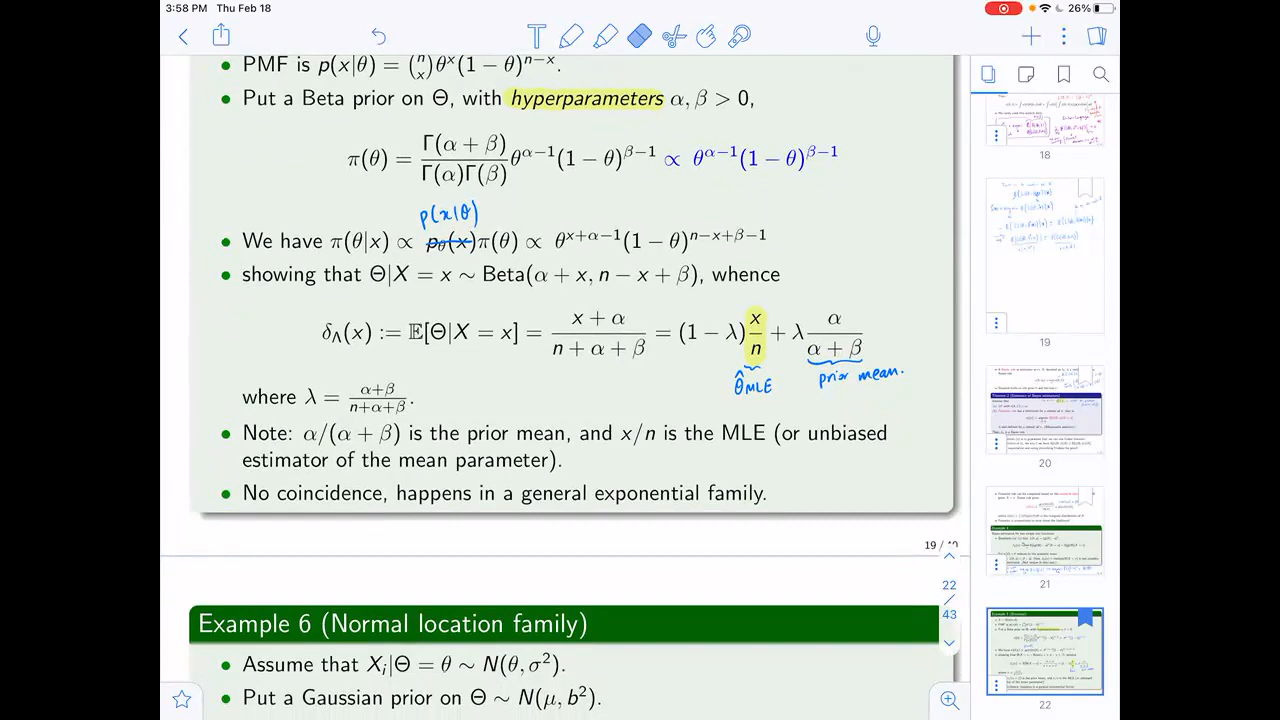 3:58 PM Thu Feb 18
26%
• PMF is p(x|θ) = (n x) θ^x (1 − θ)^{n−x}.
• Put a Beta prior on Θ, with hyperparameters α, β > 0,
π(θ) = Γ(α + β) / Γ(α)Γ(β) θ^{α−1}(1 − θ)^{β−1} ∝ θ^{α−1}(1 − θ)^{β−1}
p(x|θ)
• We have π(θ|x) ∝ pθ(x)π(θ) ∝ θ^{x+α−1}(1 − θ)^{n−x+β−1}
• showing that Θ|X = x ∼ Beta(α + x, n − x + β), whence
δ_Λ(x) := 𝔼[Θ|X = x] = x + α / n + α + β = (1 − λ) x / n + λ α / α + β
θ̂MLE prior mean.
where λ =
• Note β) is the prior mean, and x/n is the MLE (or unbiased
estimator of the mean parameter).
• No coincidence, happens in a general exponential family.
19 /
22
/
43
Example (Normal location family)
• Assume that X_i|Θ = θ ∼ N(θ, σ²).
• Put a Gaussian prior on Θ ∼ N(μ, b²).
18
19
20
21
22